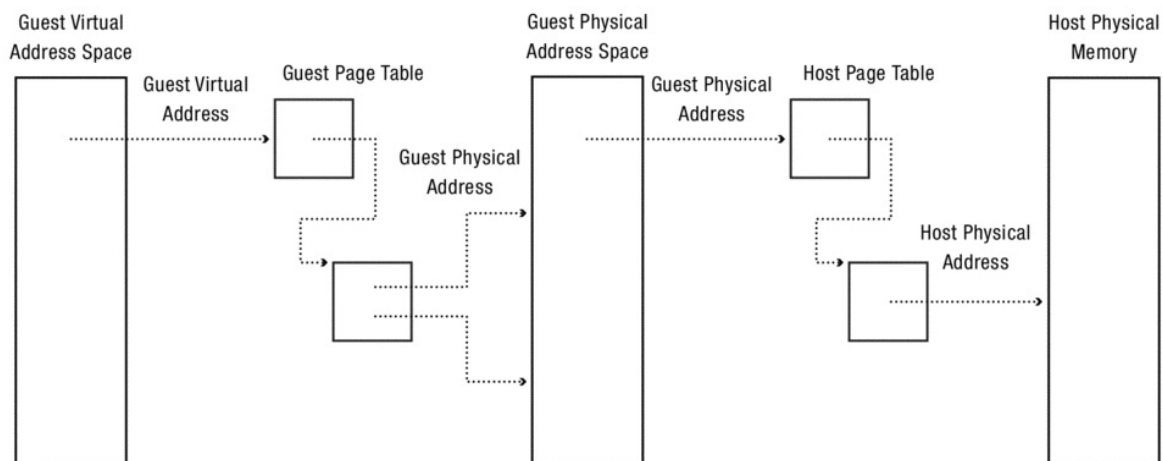 Guest Virtual
Address Space
Guest Physical
Address Space
Host Physical
Memory
Guest Virtual
Address
Guest Page Table
Guest Physical
Address
Guest Physical
Address
Host Page Table
Host Physical
Address